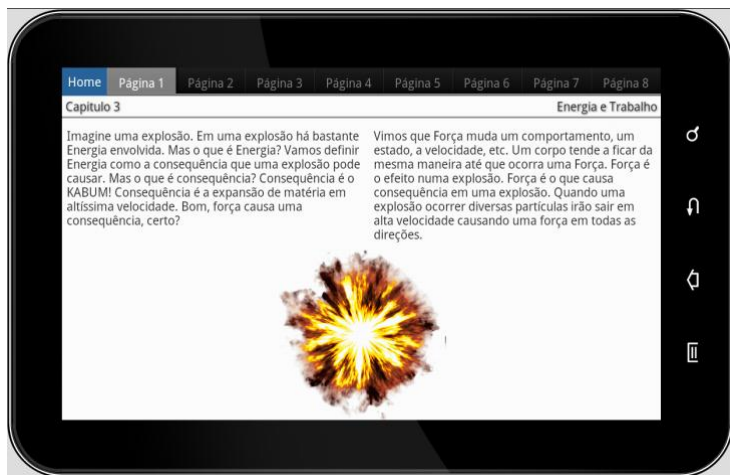 Home Página 1 Página 2 Página 3 Página 4 Página 5 Página 6 Página 7 Página 8
Capitulo 3 Energia e Trabalho
Imagine uma explosão. Em uma explosão há bastante
Energia envolvida. Mas o que é Energia? Vamos definir
Energia como a consequência que uma explosão pode
causar. Mas o que é consequência? Consequência é o
KABUM! Consequência é a expansão de matéria em
altíssima velocidade. Bom, força causa uma
consequência, certo?
Vimos que Força muda um comportamento, um
estado, a velocidade, etc. Um corpo tende a ficar da
mesma maneira até que ocorra uma Força. Força é
o efeito numa explosão. Força é o que causa
consequência em uma explosão. Quando uma
explosão ocorrer diversas partículas irão sair em
alta velocidade causando uma força em todas as
direções.